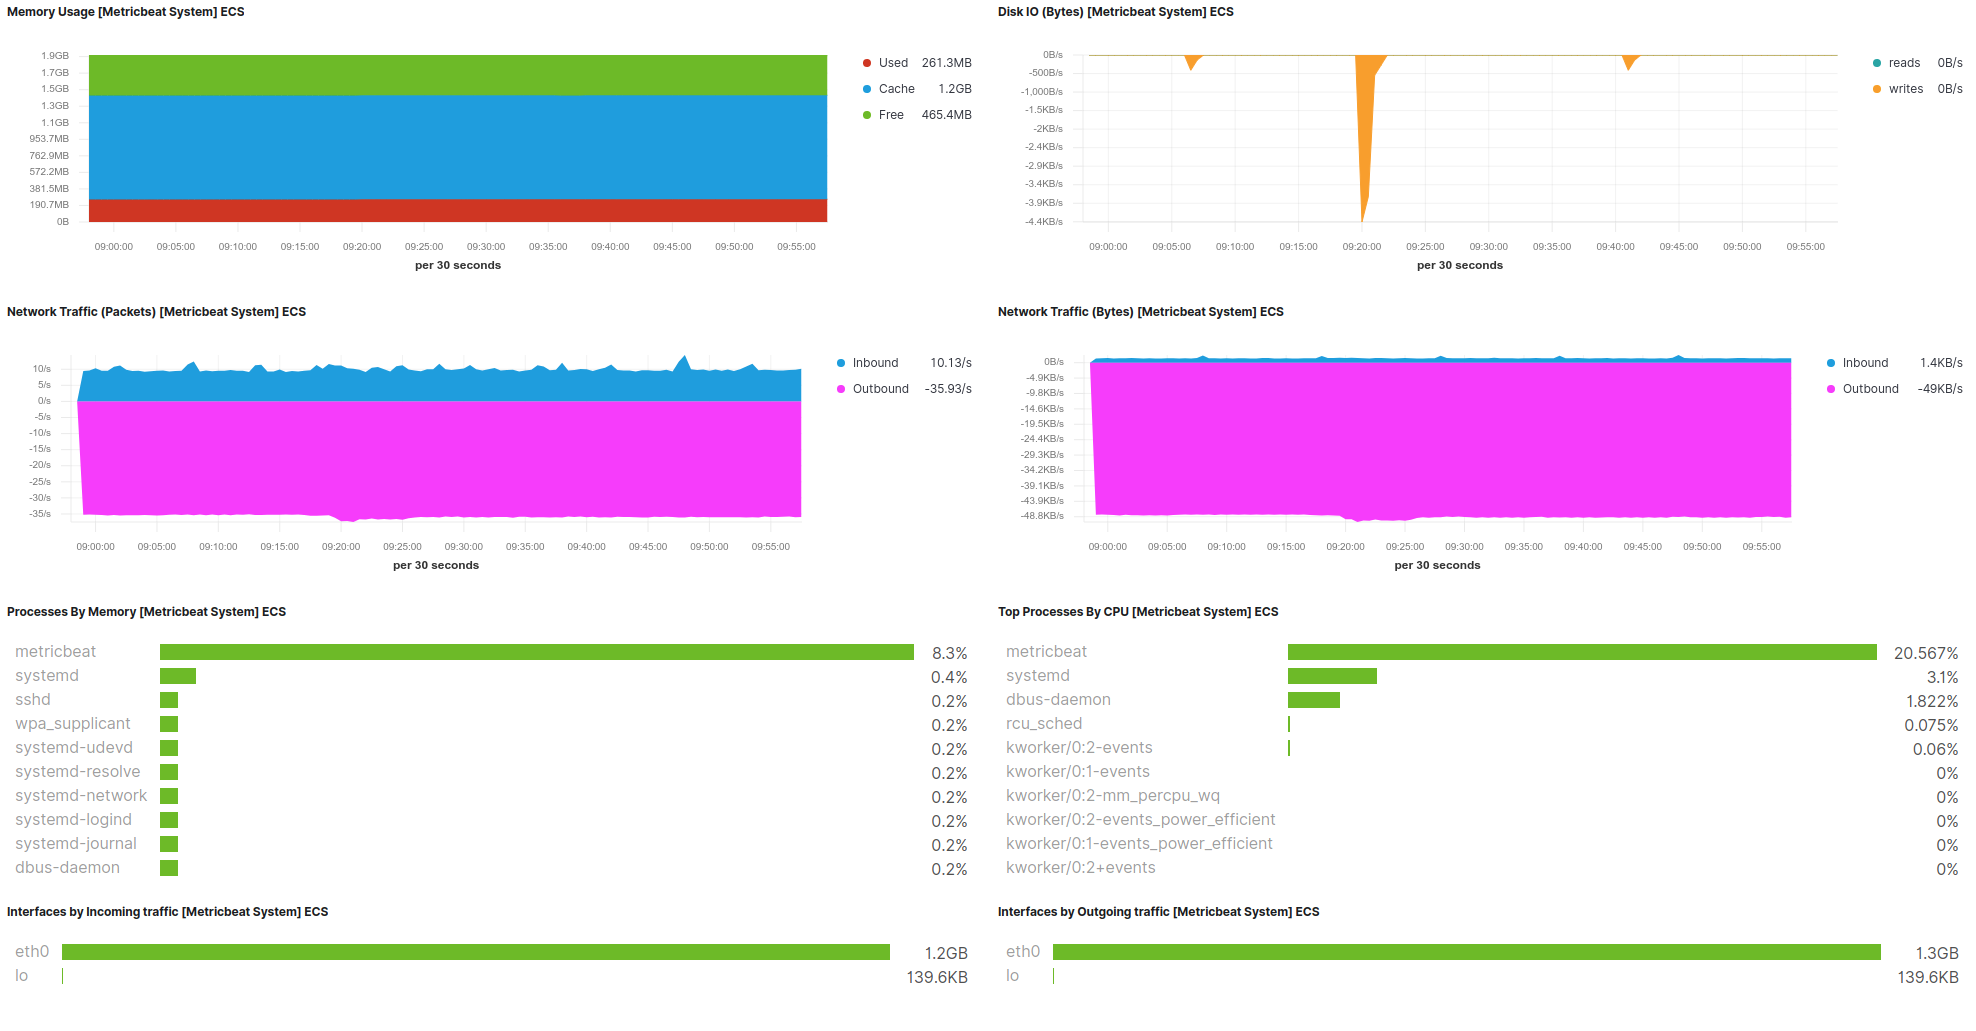 Memory Usage [Metricbeat System] ECS
1.9GB
1.7GB
1.5GB
1.3GB
1.1GB
953.7MB
762.9MB
572.2MB
381.5MB
190.7MB
0B
09:00:00 09:05:00 09:10:00 09:15:00 09:20:00 09:25:00 09:30:00 09:35:00 09:40:00 09:45:00 09:50:00 09:55:00
per 30 seconds
Used 261.3MB
Cache 1.2GB
Free 465.4MB
Disk IO (Bytes) [Metricbeat System] ECS
0B/s
-500B/s
-1,000B/s
-1.5KB/s
-2KB/s
-2.4KB/s
-2.9KB/s
-3.4KB/s
-3.9KB/s
-4.4KB/s
09:00:00 09:05:00 09:10:00 09:15:00 09:20:00 09:25:00 09:30:00 09:35:00 09:40:00 09:45:00 09:50:00 09:55:00
per 30 seconds
reads 0B/s
writes 0B/s
Network Traffic (Packets) [Metricbeat System] ECS
10/s
5/s
0/s
-5/s
-10/s
-15/s
-20/s
-25/s
-30/s
-35/s
09:00:00 09:05:00 09:10:00 09:15:00 09:20:00 09:25:00 09:30:00 09:35:00 09:40:00 09:45:00 09:50:00 09:55:00
per 30 seconds
Inbound 10.13/s
Outbound -35.93/s
Network Traffic (Bytes) [Metricbeat System] ECS
0B/s
-4.9KB/s
-9.8KB/s
-14.6KB/s
-19.5KB/s
-24.4KB/s
-29.3KB/s
-34.2KB/s
-39.1KB/s
-43.9KB/s
-48.8KB/s
09:00:00 09:05:00 09:10:00 09:15:00 09:20:00 09:25:00 09:30:00 09:35:00 09:40:00 09:45:00 09:50:00 09:55:00
per 30 seconds
Inbound 1.4KB/s
Outbound -49KB/s
Processes By Memory [Metricbeat System] ECS
metricbeat 8.3%
systemd 0.4%
sshd 0.2%
wpa_supplicant 0.2%
systemd-udevd 0.2%
systemd-resolve 0.2%
systemd-network 0.2%
systemd-logind 0.2%
systemd-journal 0.2%
dbus-daemon 0.2%
Top Processes By CPU [Metricbeat System] ECS
metricbeat 20.567%
systemd 3.1%
dbus-daemon 1.822%
rcu_sched 0.075%
kworker/0:2-events 0.06%
kworker/0:1-events 0%
kworker/0:2-mm_percpu_wq 0%
kworker/0:2-events_power_efficient 0%
kworker/0:1-events_power_efficient 0%
kworker/0:2+events 0%
Interfaces by Incoming traffic [Metricbeat System] ECS
eth0 1.2GB
lo 139.6KB
Interfaces by Outgoing traffic [Metricbeat System] ECS
eth0 1.3GB
lo 139.6KB